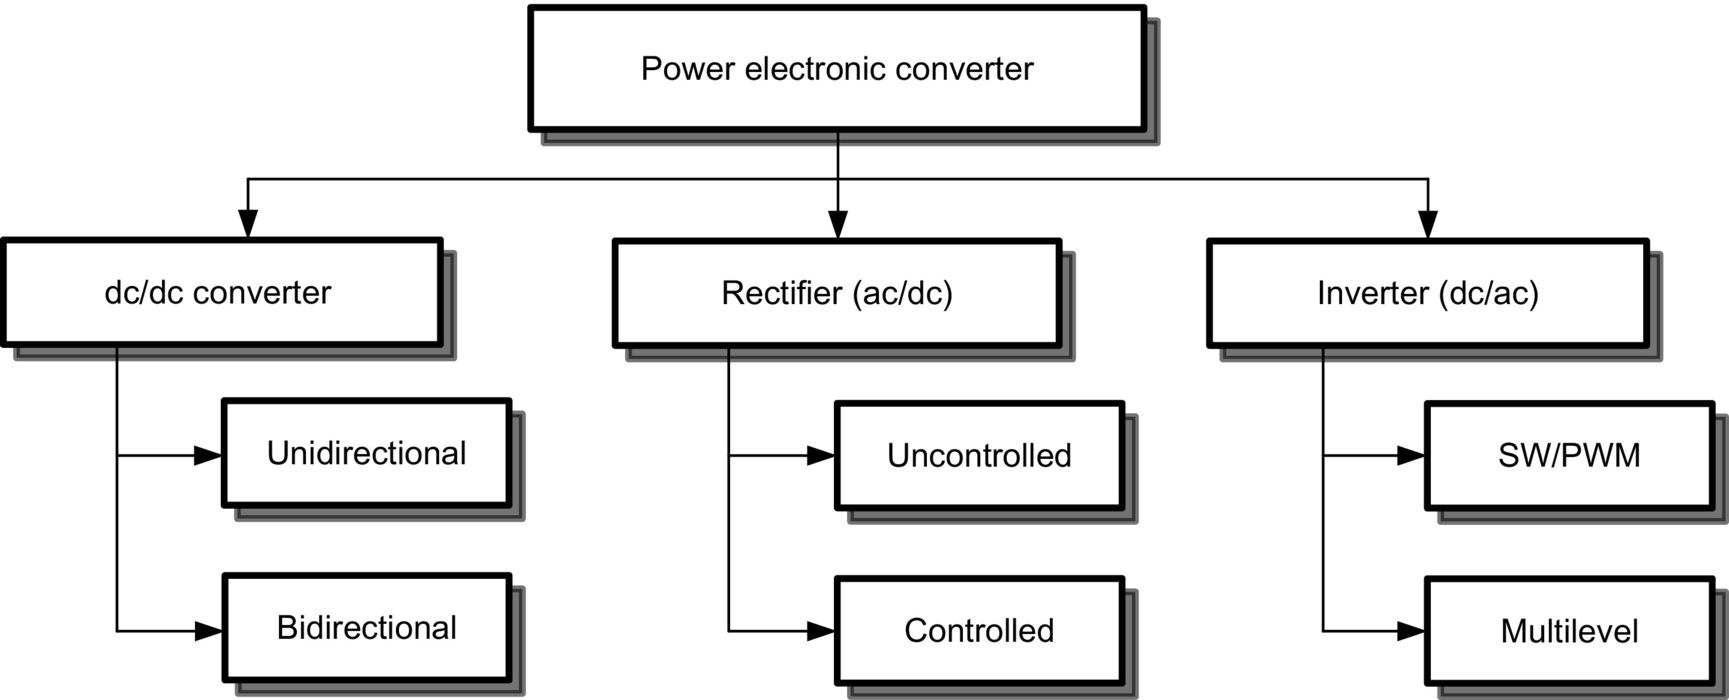 Power electronic converter
dc/dc converter
Rectifier (ac/dc)
Inverter (dc/ac)
Unidirectional
Uncontrolled
SW/PWM
Bidirectional
Controlled
Multilevel